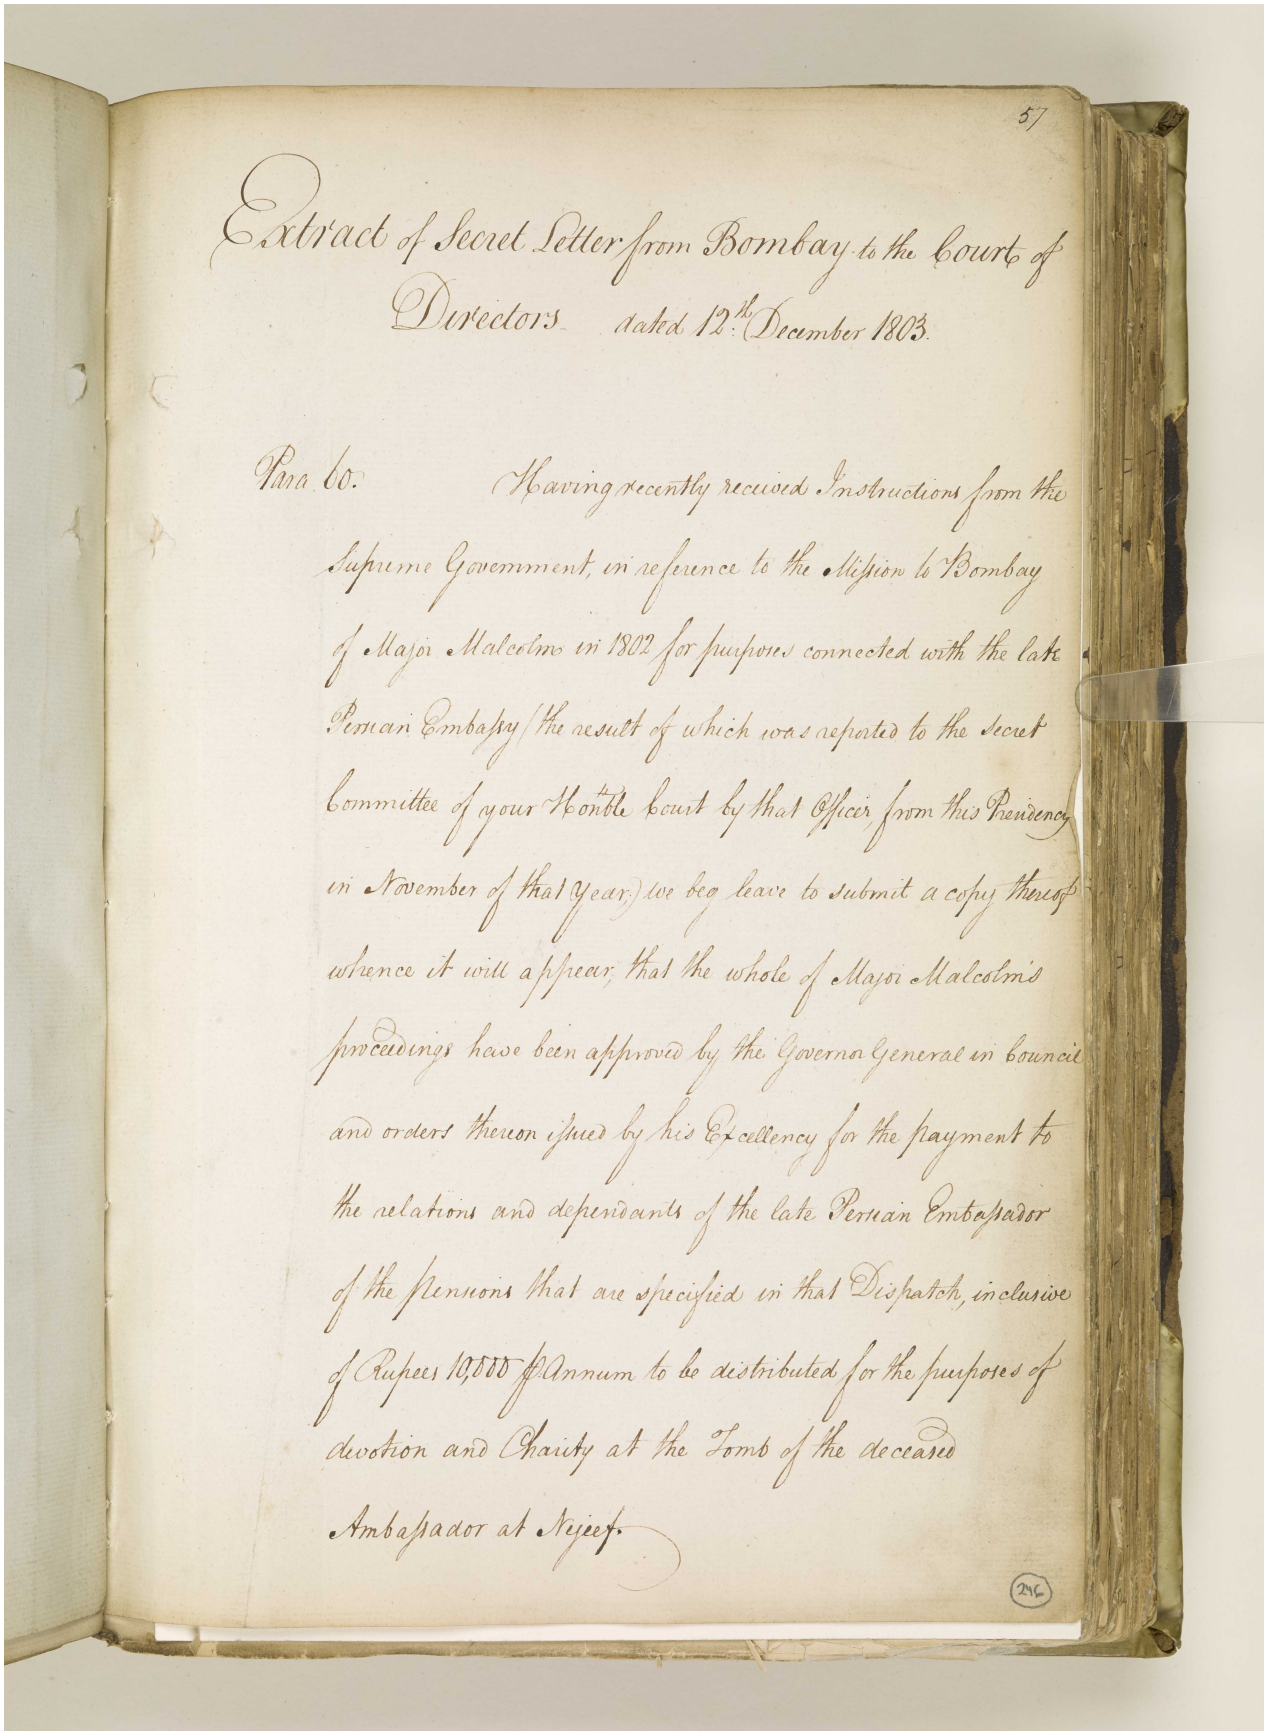 57
Extract of Secret Letter from Bombay to the Court of
Directors dated 12.th December 1803.
Para 60. Having recently received Instructions from the
Supreme Government, in reference to the Mission to Bombay
of Major Malcolm in 1802 for purposes connected with the late
Persian Embassy (the result of which was reported to the Secret
Committee of your Honble Court by that Officer, from this Presidency
in November of that Year,) we beg leave to submit a copy thereof
whence it will appear, that the whole of Major Malcolm's
proceedings have been approved by the Governor General in Council
and orders thereon issued by his Excellency for the payment to
the relations and dependants of the late Persian Embassador
of the pensions that are specified in that Dispatch, inclusive
of Rupees 10,000 ⅌ Annum to be distributed for the purposes of
devotion and Charity at the Tomb of the deceased
Ambassador at Nejeef.
246